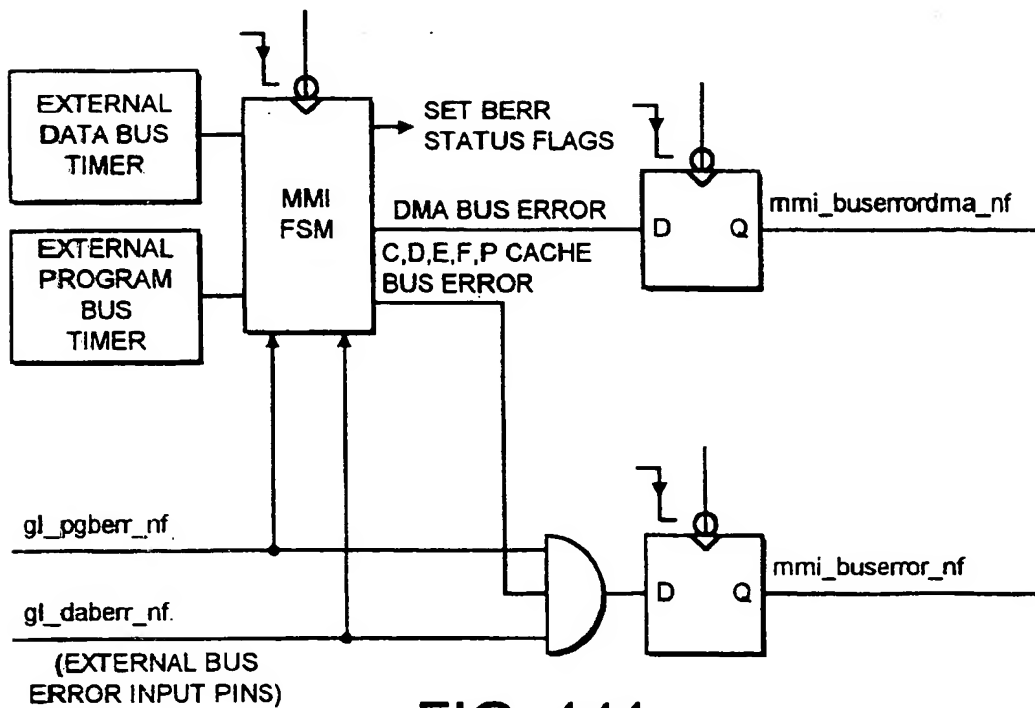 EXTERNAL
DATA BUS
TIMER
EXTERNAL
PROGRAM
BUS
TIMER
MMI
FSM
SET BERR
STATUS FLAGS
DMA BUS ERROR
C,D,E,F,P CACHE
BUS ERROR
D Q
mmi_buserrordma_nf
gl_pgberr_nf
gl_daberr_nf.
(EXTERNAL BUS
ERROR INPUT PINS)
D Q
mmi_buserror_nf